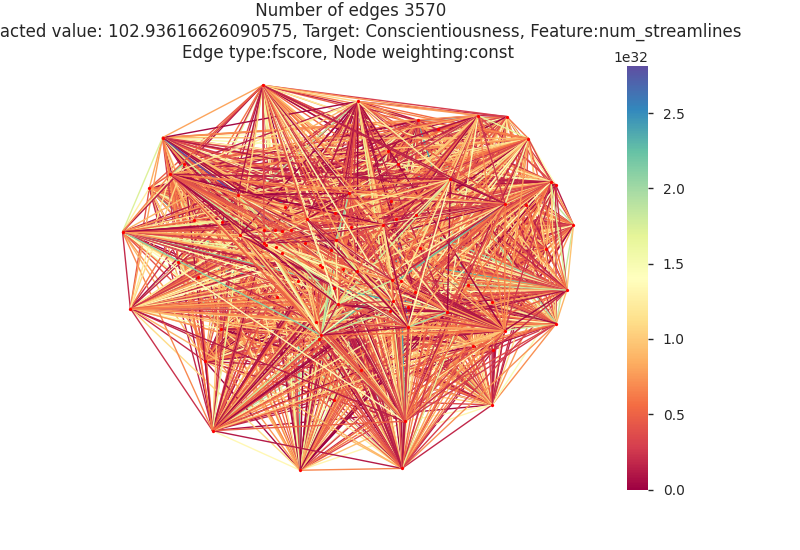 Number of edges 3570
acted value: 102.93616626090575, Target: Conscientiousness, Feature:num_streamlines
Edge type:fscore, Node weighting:const
1e32
2.5
2.0
1.5
1.0
0.5
0.0